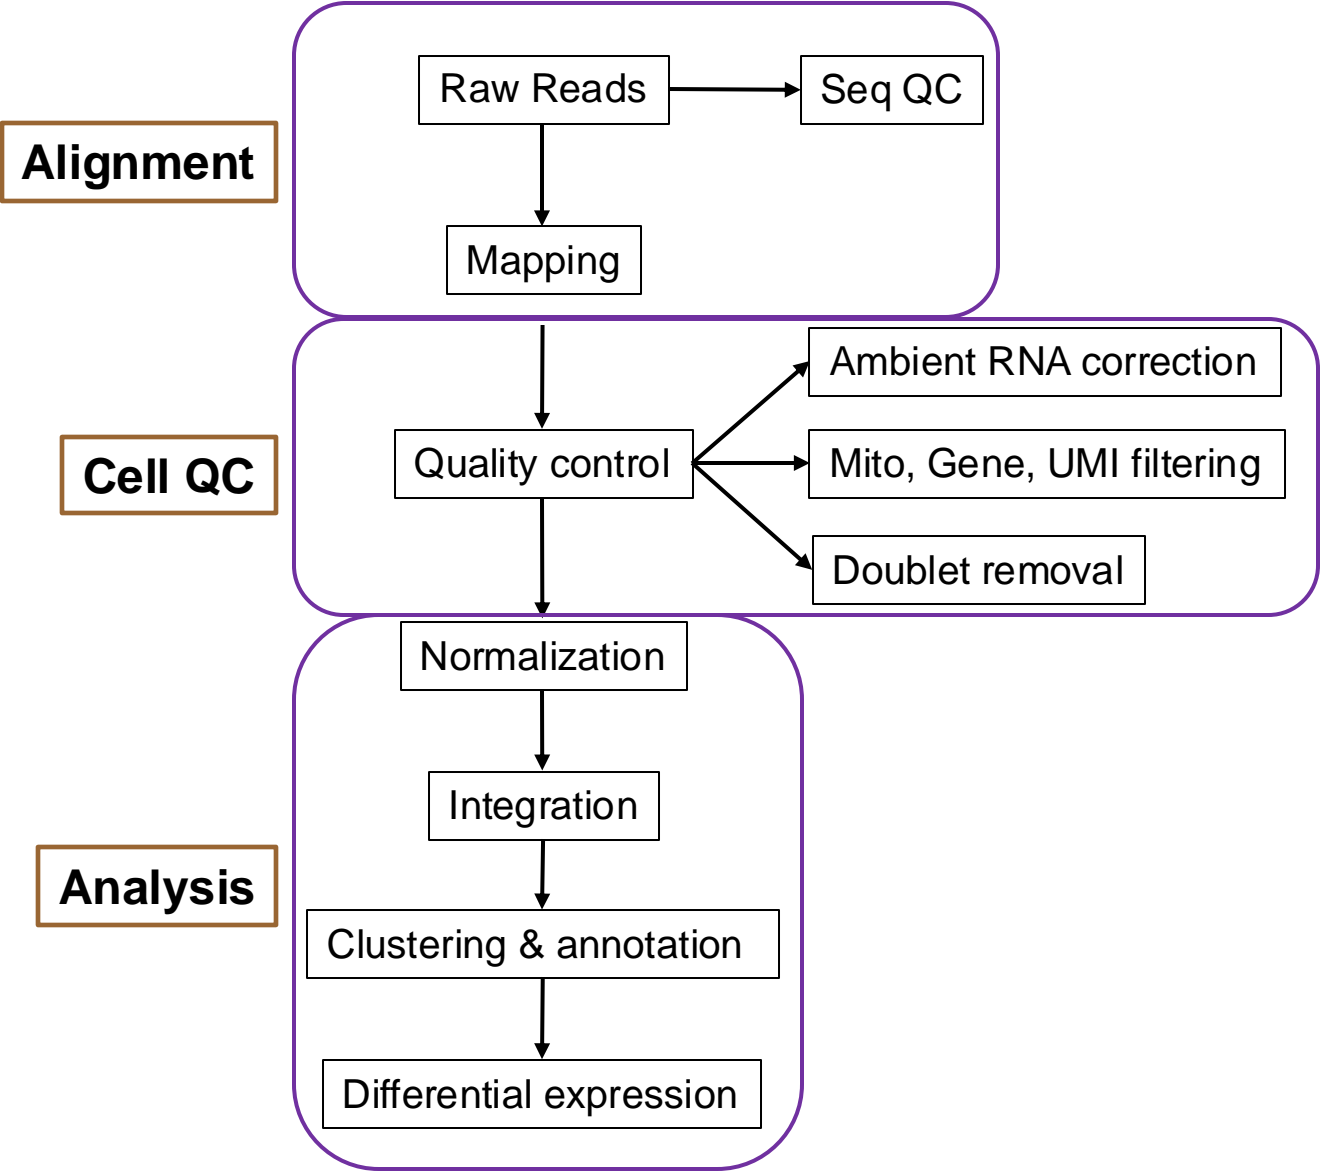 Raw Reads
Seq QC
Alignment
Mapping
Ambient RNA correction
Cell QC
Quality control
Mito, Gene, UMI filtering
Doublet removal
Normalization
Integration
Analysis
Clustering & annotation
Differential expression